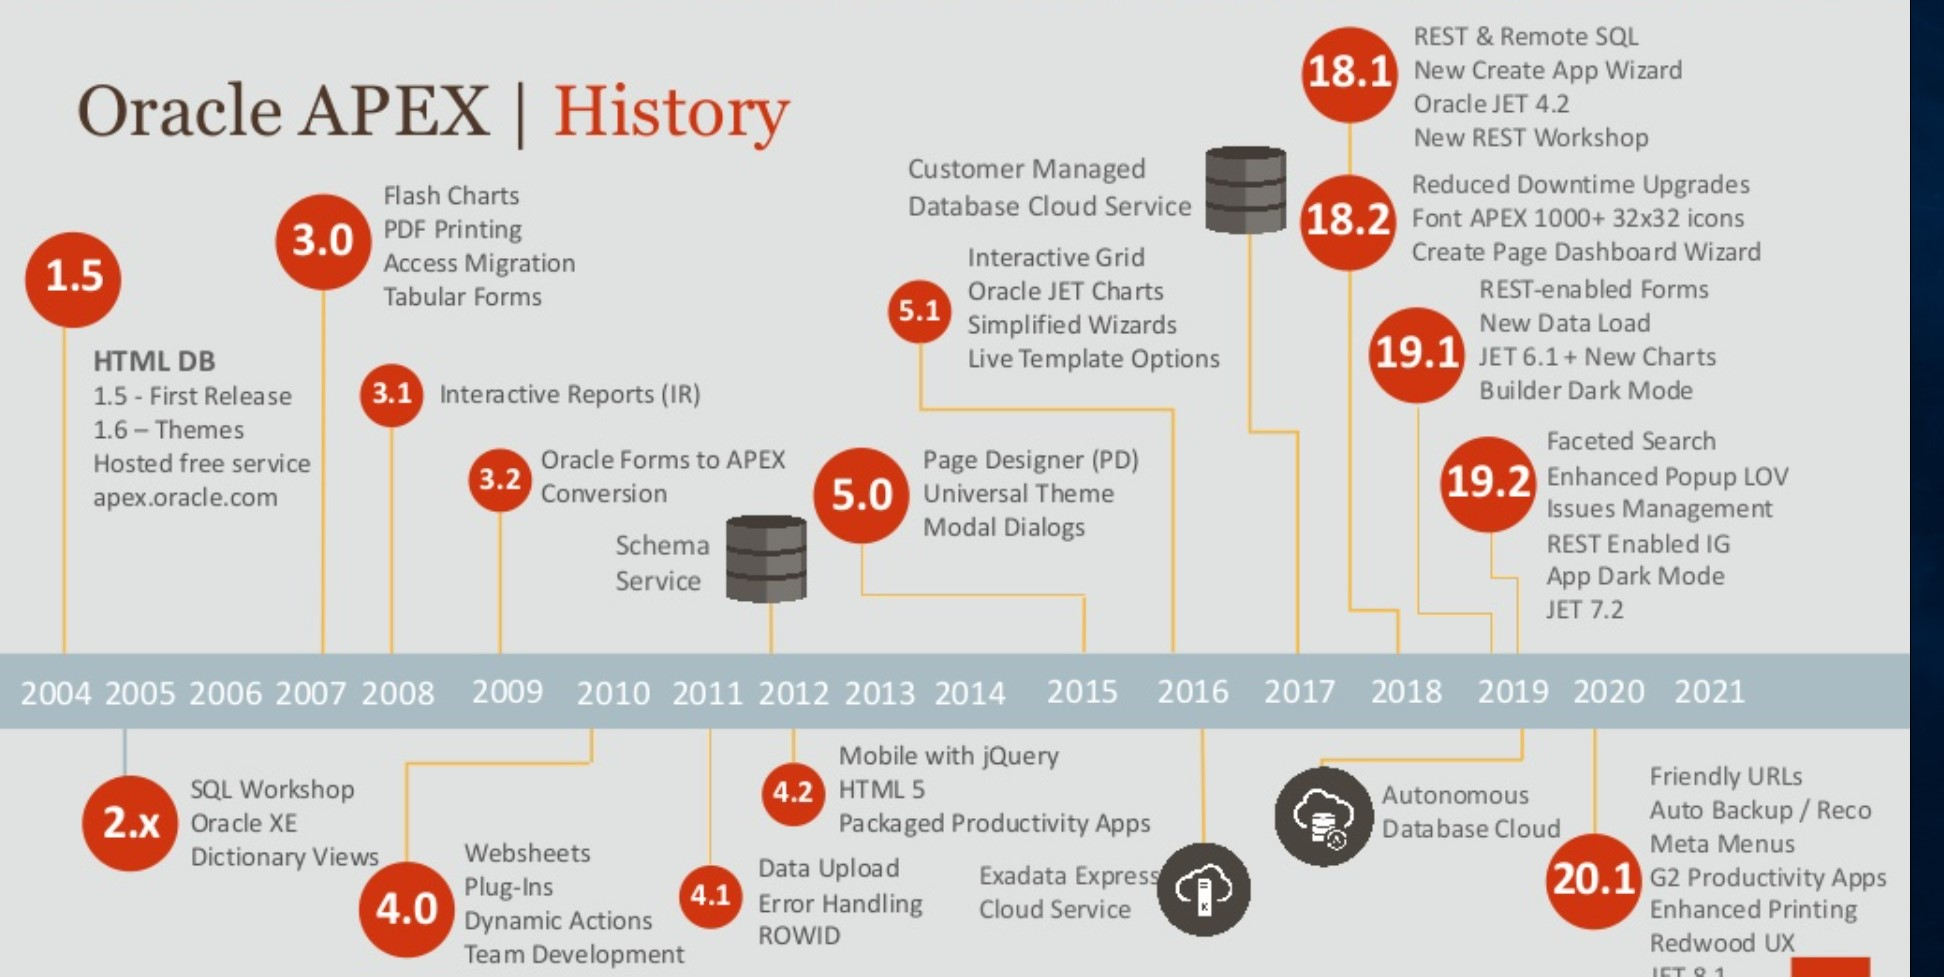 Oracle APEX | History
1.5
HTML DB
1.5 - First Release
1.6 – Themes
Hosted free service
apex.oracle.com
3.0
Flash Charts
PDF Printing
Access Migration
Tabular Forms
3.1
Interactive Reports (IR)
3.2
Oracle Forms to APEX
Conversion
Schema
Service
5.0
Page Designer (PD)
Universal Theme
Modal Dialogs
5.1
Interactive Grid
Oracle JET Charts
Simplified Wizards
Live Template Options
Customer Managed
Database Cloud Service
18.1
REST & Remote SQL
New Create App Wizard
Oracle JET 4.2
New REST Workshop
18.2
Reduced Downtime Upgrades
Font APEX 1000+ 32x32 icons
Create Page Dashboard Wizard
19.1
REST-enabled Forms
New Data Load
JET 6.1 + New Charts
Builder Dark Mode
19.2
Faceted Search
Enhanced Popup LOV
Issues Management
REST Enabled IG
App Dark Mode
JET 7.2
2004 2005 2006 2007 2008 2009 2010 2011 2012 2013 2014 2015 2016 2017 2018 2019 2020 2021
2.x
SQL Workshop
Oracle XE
Dictionary Views
4.0
Websheets
Plug-Ins
Dynamic Actions
Team Development
4.1
Data Upload
Error Handling
ROWID
4.2
Mobile with jQuery
HTML 5
Packaged Productivity Apps
Exadata Express
Cloud Service
K
Autonomous
Database Cloud
20.1
Friendly URLs
Auto Backup / Reco
Meta Menus
G2 Productivity Apps
Enhanced Printing
Redwood UX
JET 8.1